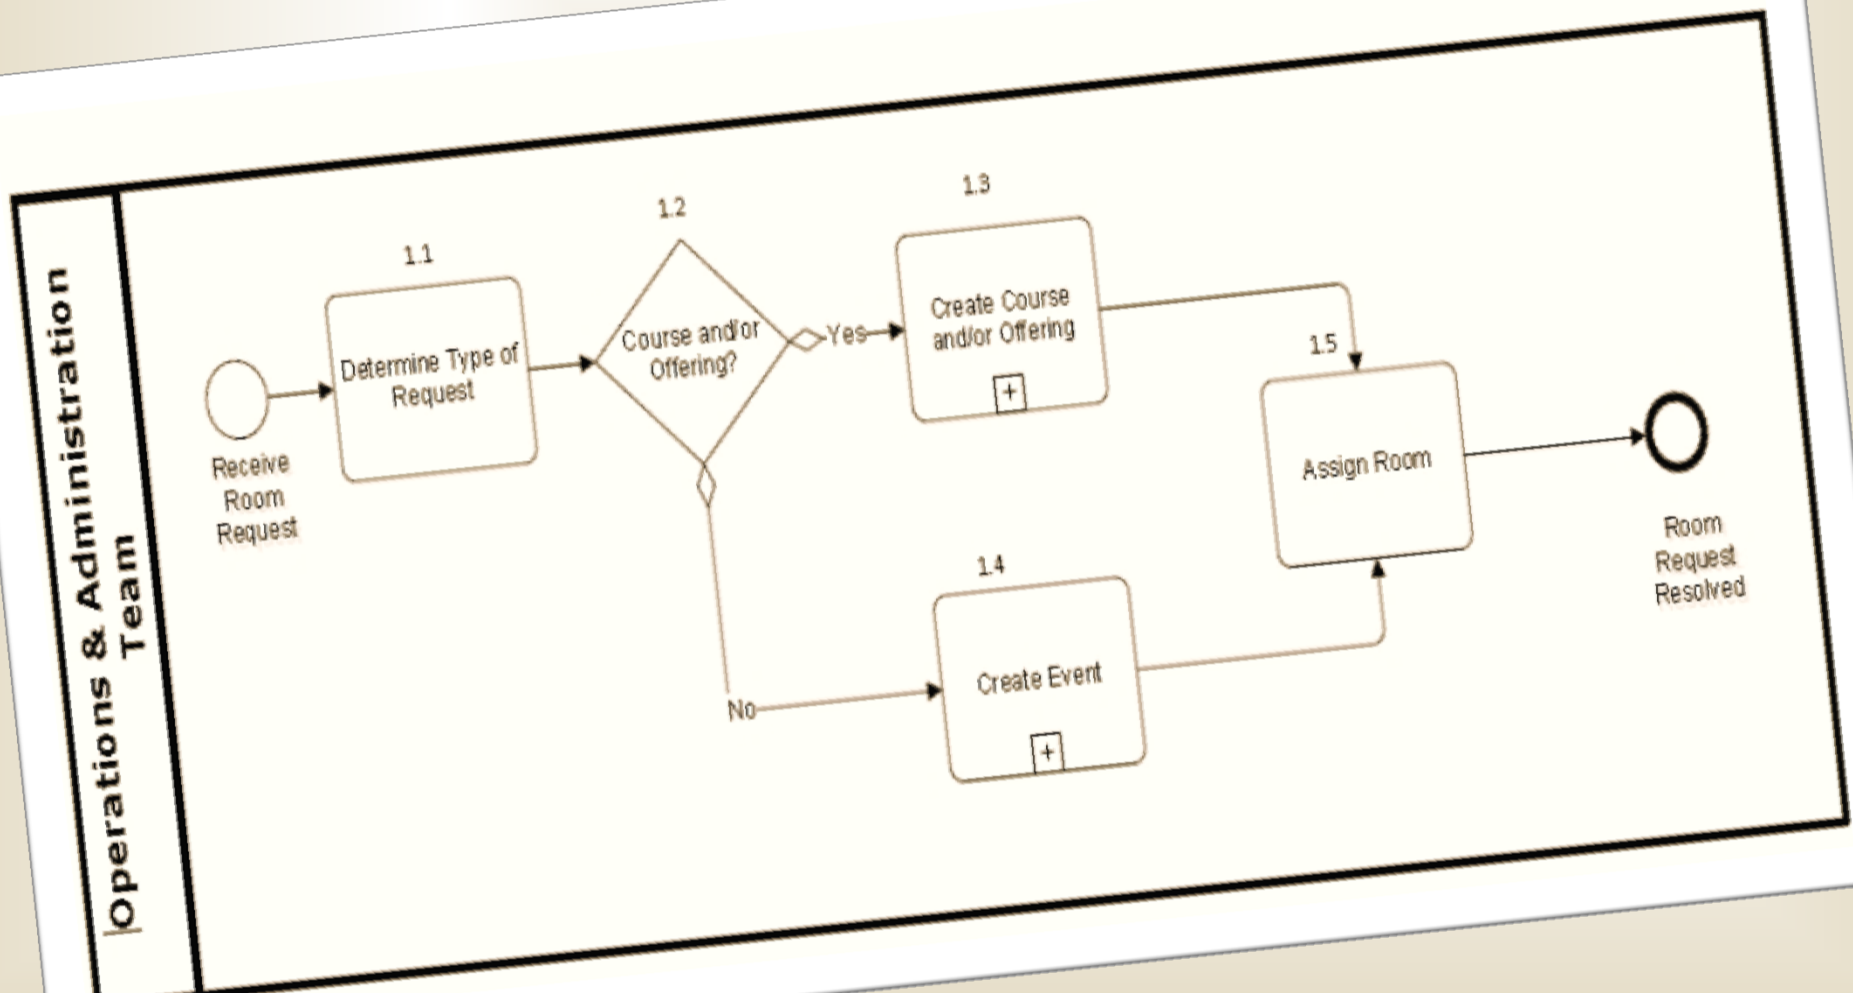 Operations & Administration
Team
Receive
Room
Request
1.1
Determine Type of
Request
1.2
Course and/or
Offering?
Yes
No
1.3
Create Course
and/or Offering
+
1.4
Create Event
+
1.5
Assign Room
Room
Request
Resolved